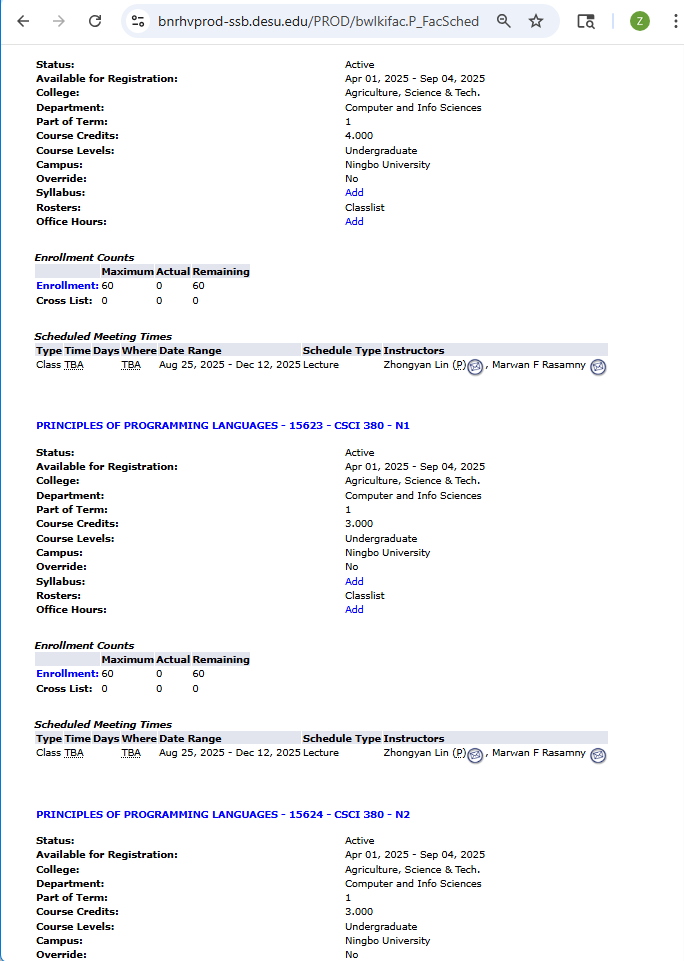 bnrhvprod-ssb.desu.edu/PROD/bwlkifac.P_FacSched
Z
Status: Active
Available for Registration: Apr 01, 2025 - Sep 04, 2025
College: Agriculture, Science & Tech.
Department: Computer and Info Sciences
Part of Term: 1
Course Credits: 4.000
Course Levels: Undergraduate
Campus: Ningbo University
Override: No
Syllabus: Add
Rosters: Classlist
Office Hours: Add
Enrollment Counts
Maximum Actual Remaining
Enrollment: 60 0 60
Cross List: 0 0 0
Scheduled Meeting Times
Type Time Days Where Date Range Schedule Type Instructors
Class TBA TBA Aug 25, 2025 - Dec 12, 2025 Lecture Zhongyan Lin (P) , Marwan F Rasamny
PRINCIPLES OF PROGRAMMING LANGUAGES - 15623 - CSCI 380 - N1
Status: Active
Available for Registration: Apr 01, 2025 - Sep 04, 2025
College: Agriculture, Science & Tech.
Department: Computer and Info Sciences
Part of Term: 1
Course Credits: 3.000
Course Levels: Undergraduate
Campus: Ningbo University
Override: No
Syllabus: Add
Rosters: Classlist
Office Hours: Add
Enrollment Counts
Maximum Actual Remaining
Enrollment: 60 0 60
Cross List: 0 0 0
Scheduled Meeting Times
Type Time Days Where Date Range Schedule Type Instructors
Class TBA TBA Aug 25, 2025 - Dec 12, 2025 Lecture Zhongyan Lin (P) , Marwan F Rasamny
PRINCIPLES OF PROGRAMMING LANGUAGES - 15624 - CSCI 380 - N2
Status: Active
Available for Registration: Apr 01, 2025 - Sep 04, 2025
College: Agriculture, Science & Tech.
Department: Computer and Info Sciences
Part of Term: 1
Course Credits: 3.000
Course Levels: Undergraduate
Campus: Ningbo University
Override: No